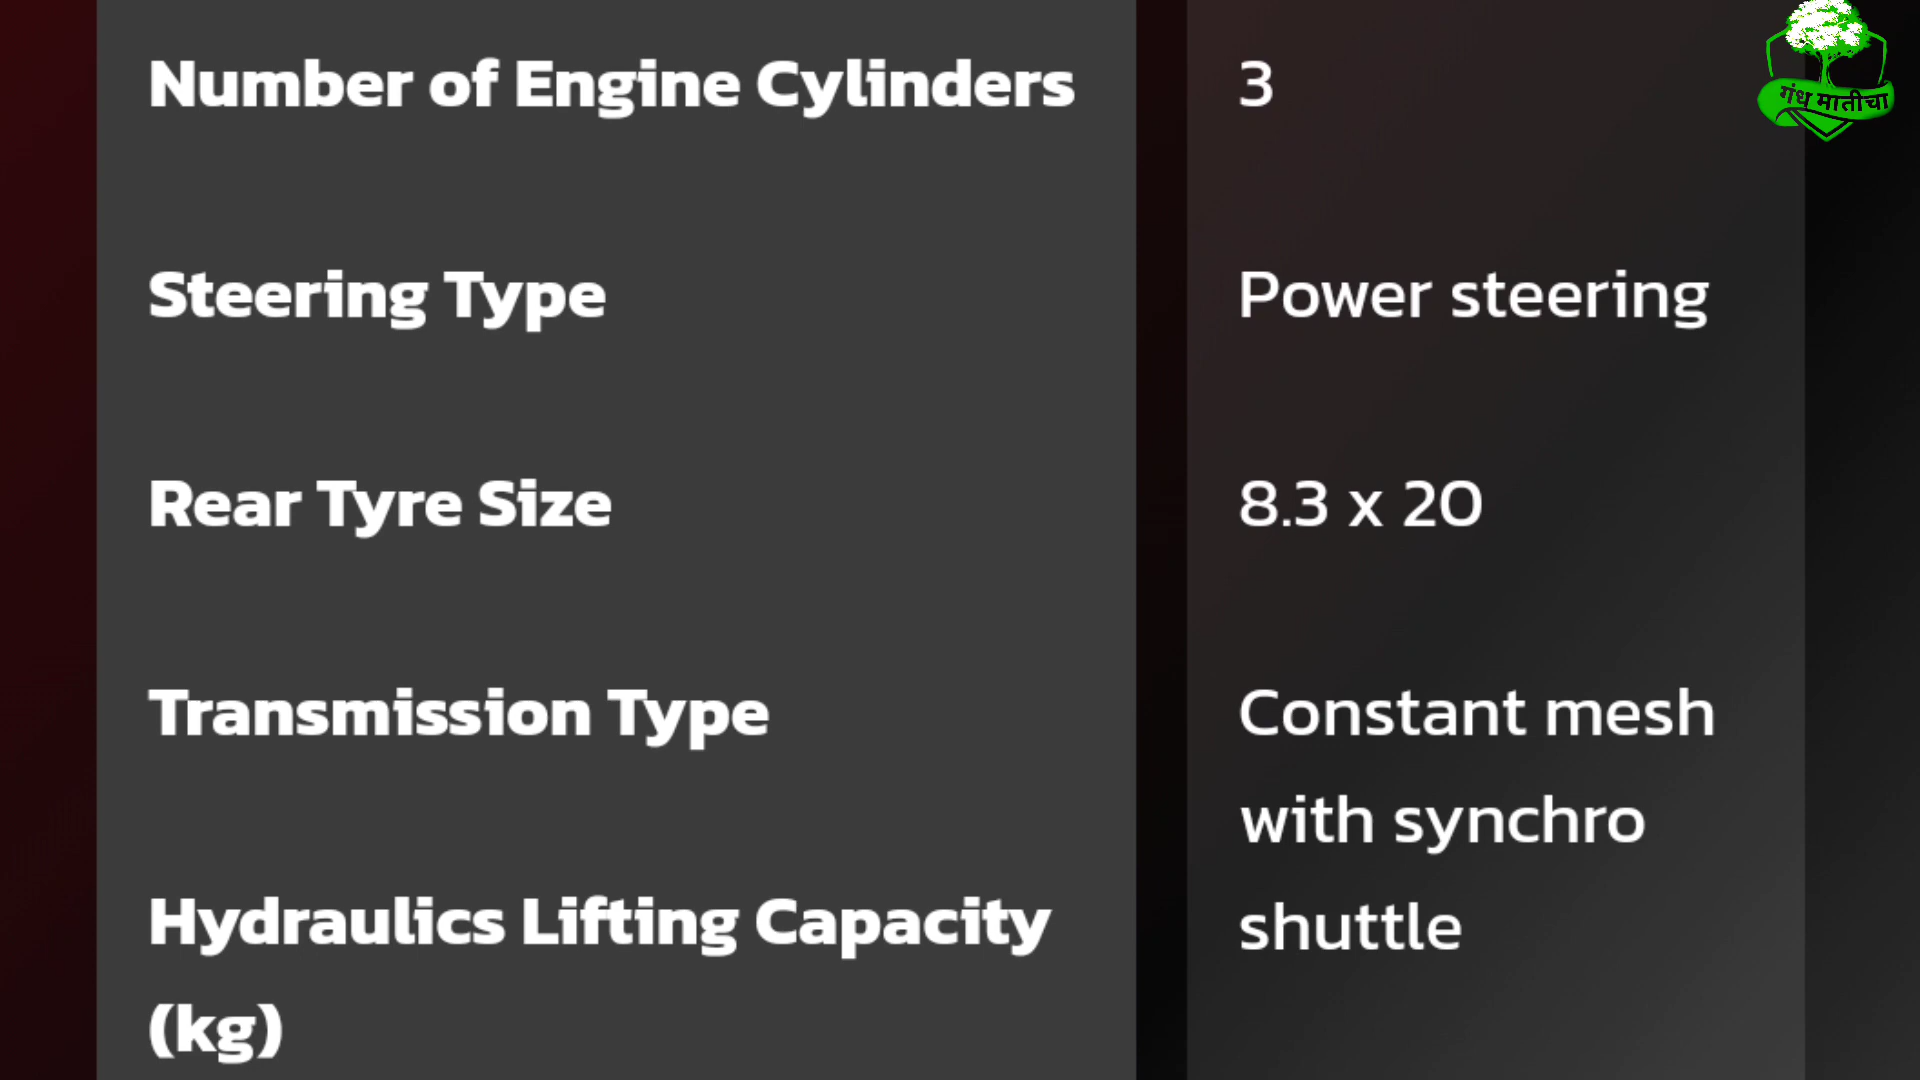 Number of Engine Cylinders 3
गंध मातीचा
Steering Type Power steering
Rear Tyre Size 8.3 x 20
Transmission Type Constant mesh
with synchro
Hydraulics Lifting Capacity shuttle
(kg)